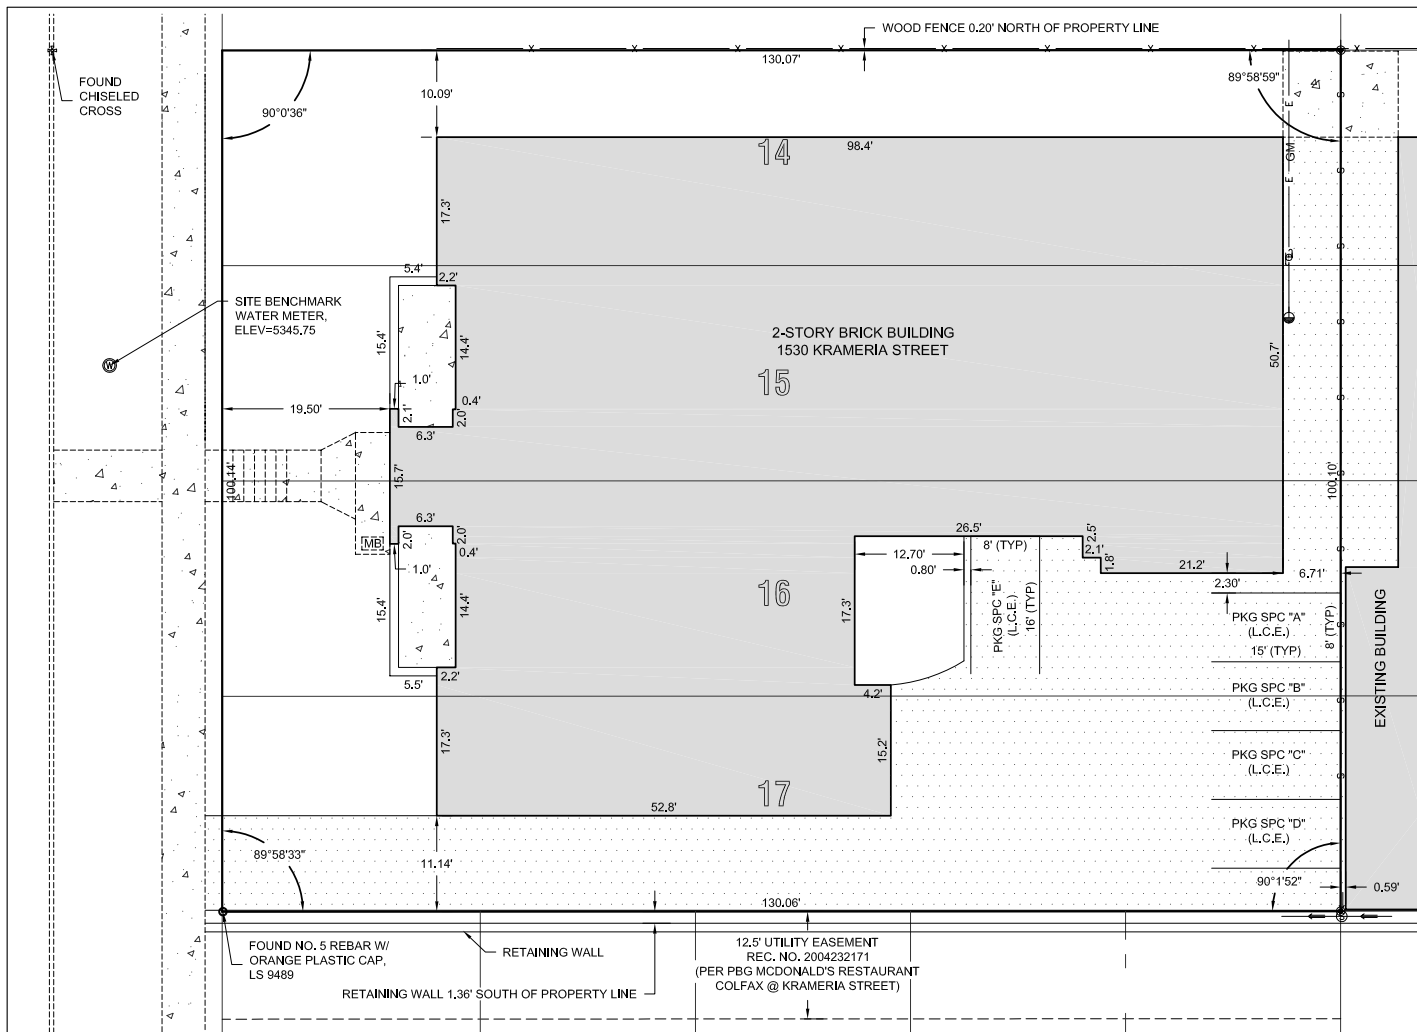 WOOD FENCE 0.20' NORTH OF PROPERTY LINE
X X X X X X X X X
130.07'
FOUND
CHISELED
CROSS
90°0'36"
10.09'
89°58'59"
14
98.4'
17.3'
E
GM
E
S
5.4'
2.2'
SITE BENCHMARK
WATER METER,
ELEV=5345.75
W
15.4'
14.4'
2-STORY BRICK BUILDING
1530 KRAMERIA STREET
50.7'
15
1.0'
19.50'
2.1'
0.4'
2.0'
6.3'
100.14'
15.7'
100.10'
6.3'
2.0'
2.0'
0.4'
MB
1.0'
26.5'
8' (TYP)
2.5'
2.1'
1.8'
12.70'
0.80'
21.2'
2.30'
6.71'
15.4'
14.4'
16
17.3'
PKG SPC "E"
(L.C.E.)
16' (TYP)
PKG SPC "A"
(L.C.E.)
15' (TYP)
8' (TYP)
EXISTING BUILDING
5.5'
2.2'
4.2'
PKG SPC "B"
(L.C.E.)
17.3'
15.2'
PKG SPC "C"
(L.C.E.)
17
52.8'
PKG SPC "D"
(L.C.E.)
89°58'33"
11.14'
90°1'52"
0.59'
130.06'
FOUND NO. 5 REBAR W/
ORANGE PLASTIC CAP,
LS 9489
RETAINING WALL
12.5' UTILITY EASEMENT
REC. NO. 2004232171
(PER PBG MCDONALD'S RESTAURANT
COLFAX @ KRAMERIA STREET)
RETAINING WALL 1.36' SOUTH OF PROPERTY LINE